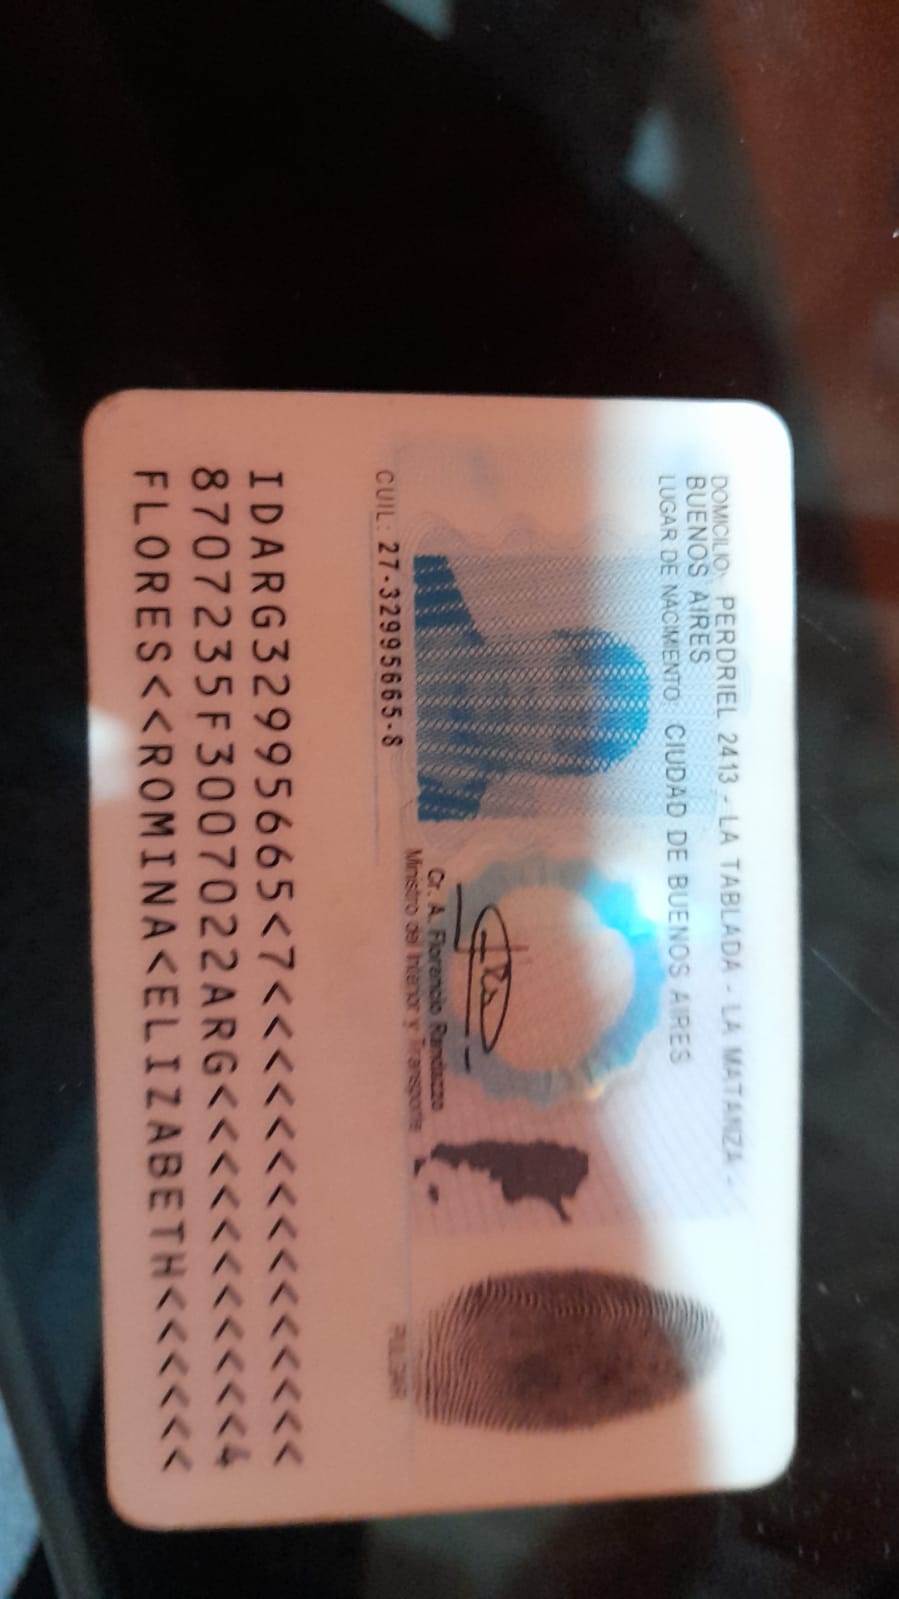 DOMICILIO: PERDRIEL 2413 - LA TABLADA - LA MATANZA -
BUENOS AIRES
LUGAR DE NACIMIENTO: CIUDAD DE BUENOS AIRES
Cr. A. Florencio Randazzo
Ministro del Interior y Transporte
CUIL: 27-32995665-8
PULGAR
IDARG32995665<7<<<<<<<<<<<<<<<
8707235F3007022ARG<<<<<<<<<<<4
FLORES<<ROMINA<ELIZABETH<<<<<<